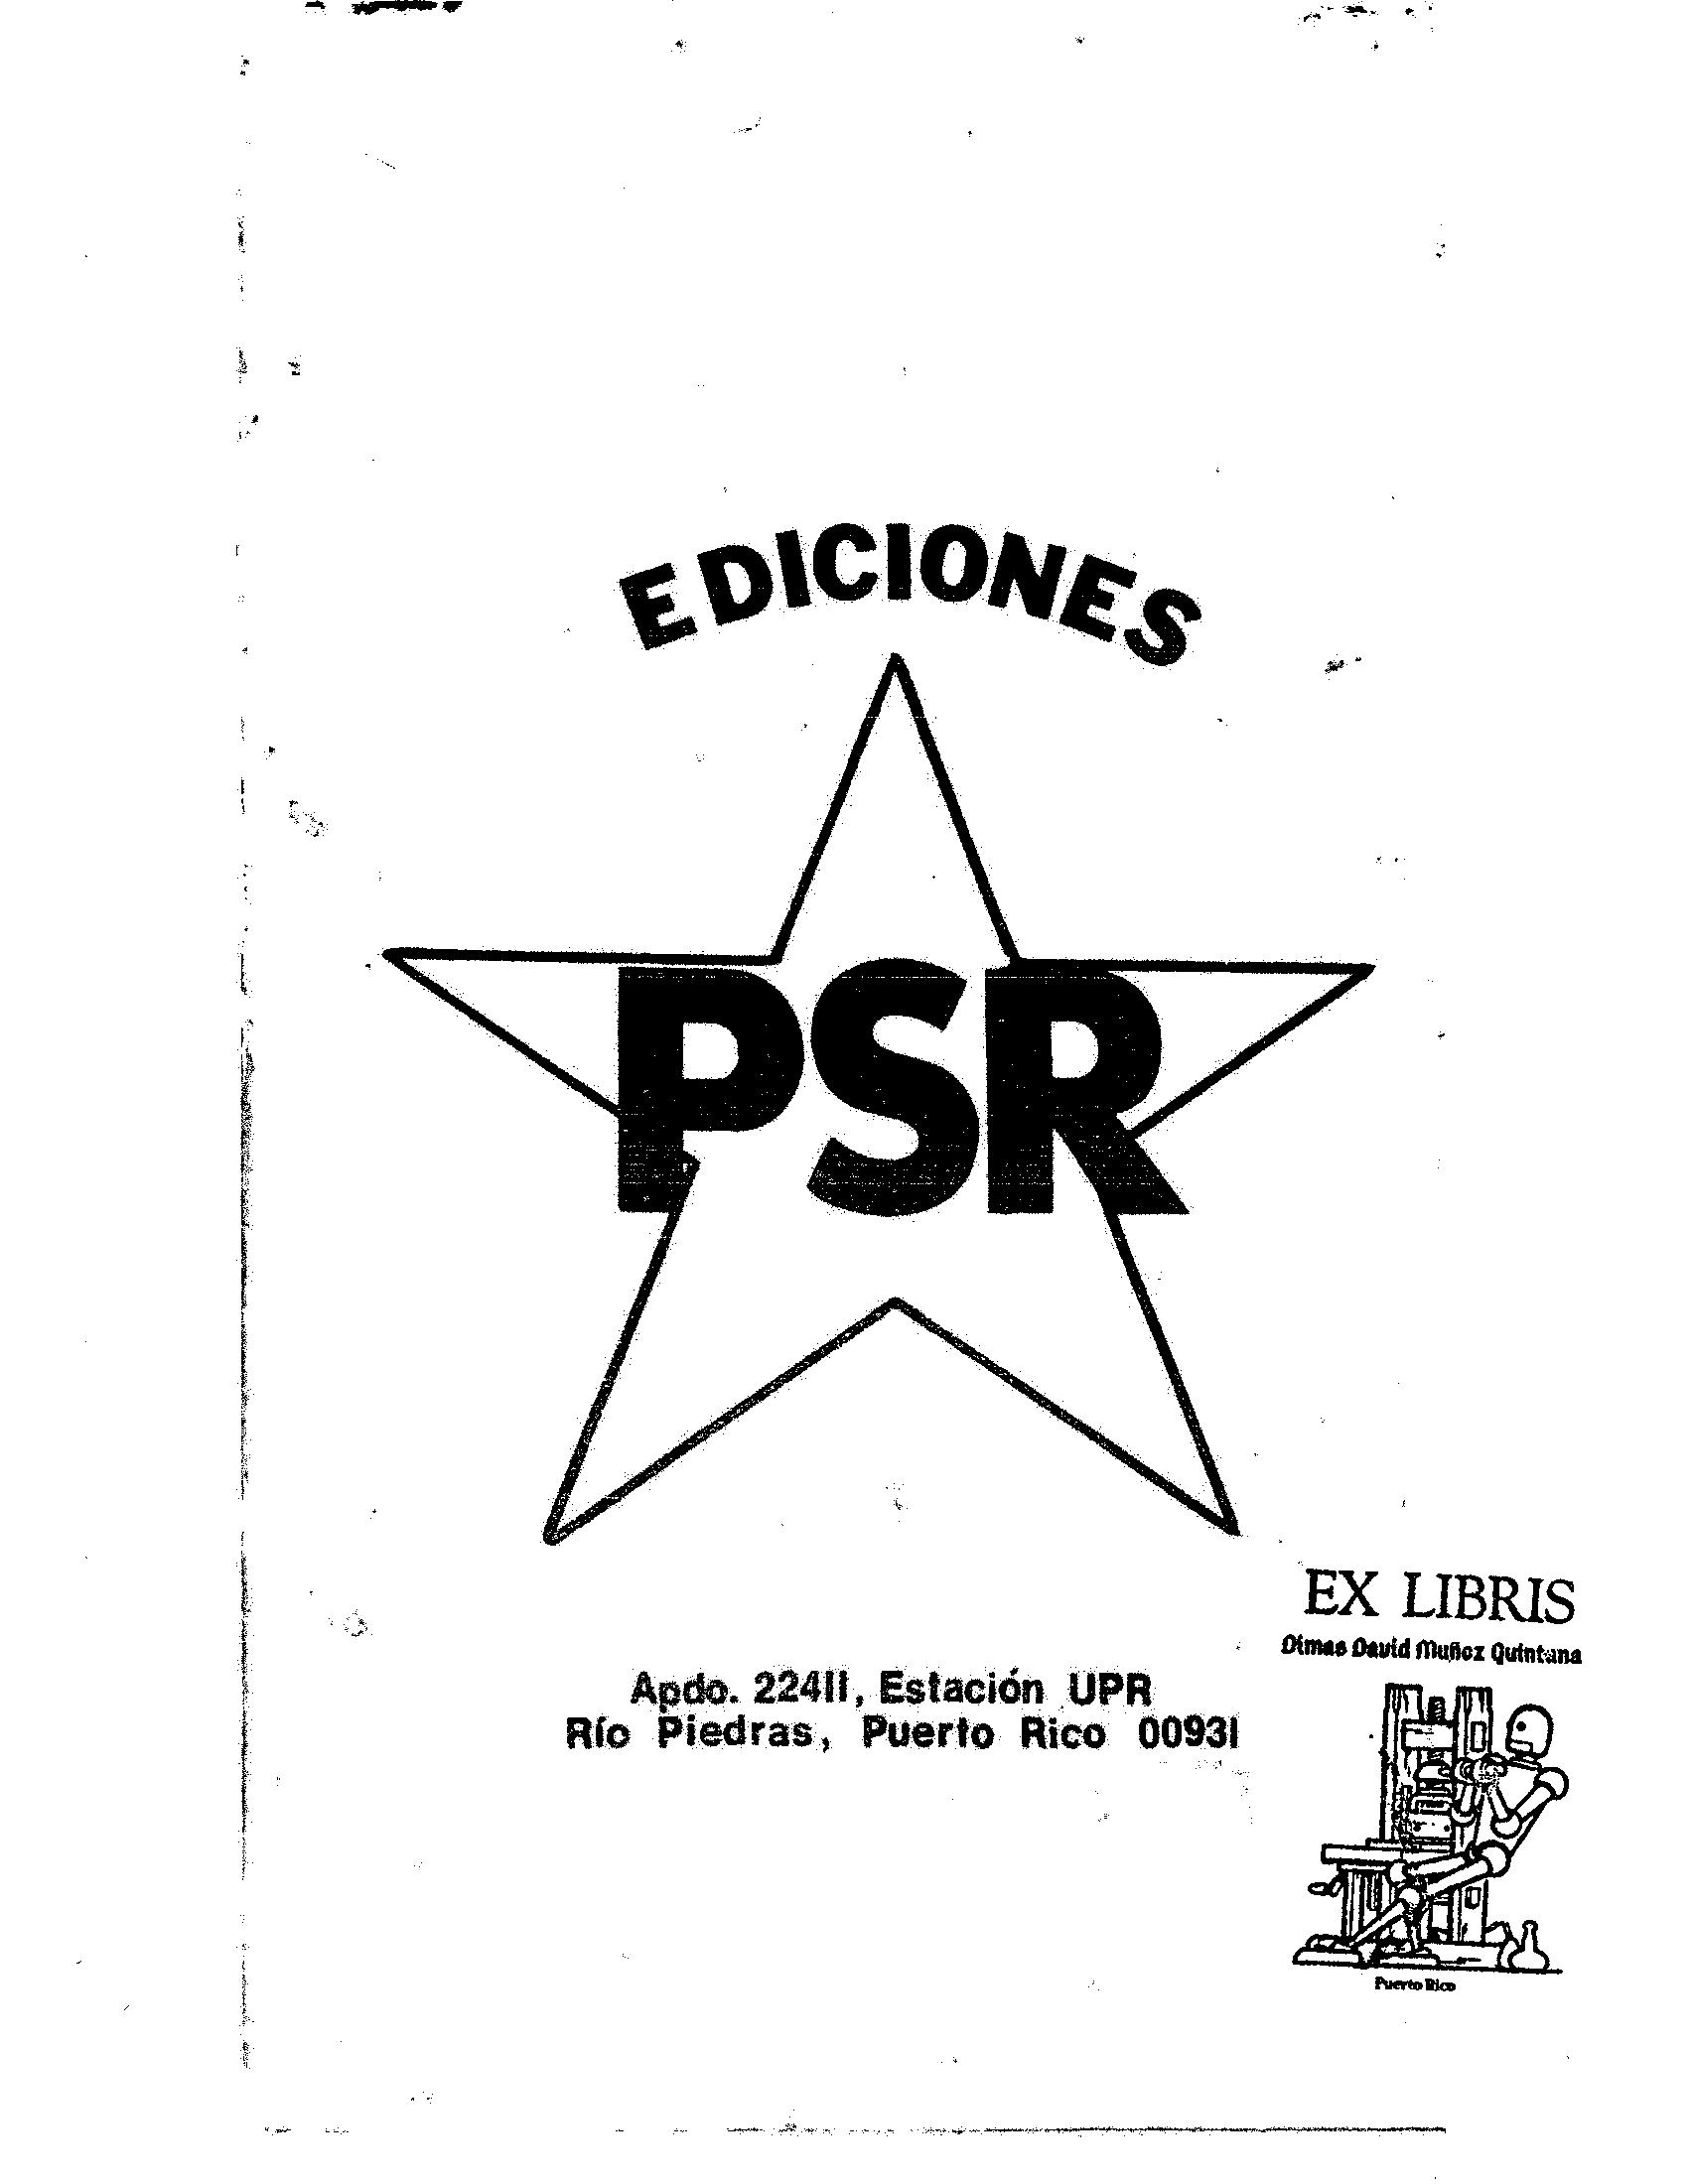 EDICIONES
PSR
EX LIBRIS
Dimas David Muñoz Quintana
Apdo. 22411, Estación UPR
Río Piedras, Puerto Rico 00931
Puerto Rico